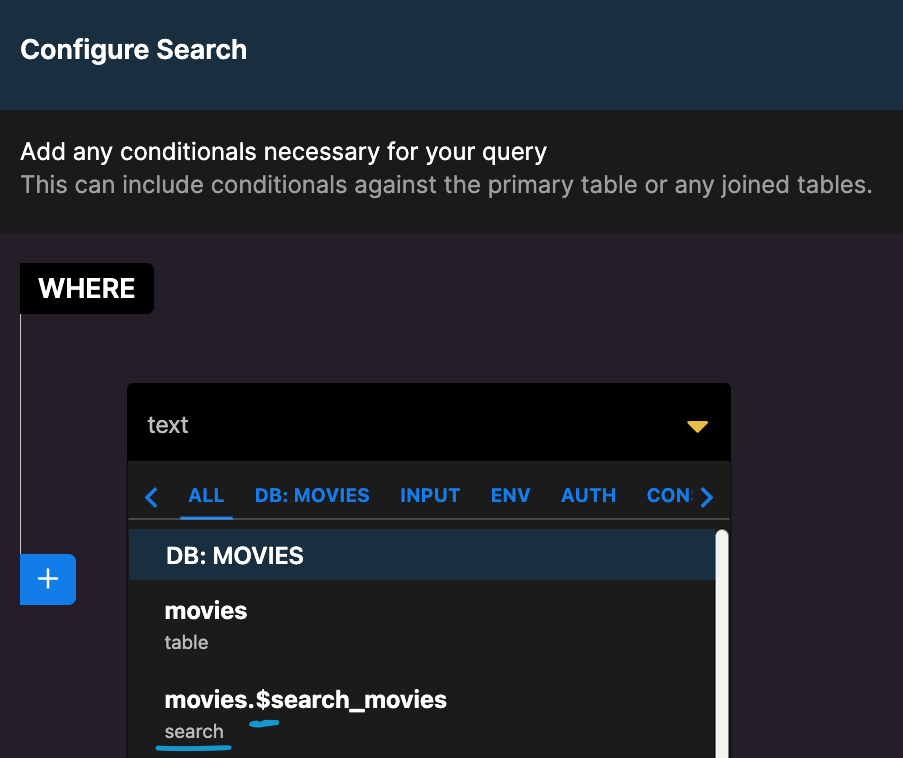 Configure Search
Add any conditionals necessary for your query
This can include conditionals against the primary table or any joined tables.
WHERE
text
ALL DB: MOVIES INPUT ENV AUTH CON
+
DB: MOVIES
movies
table
movies.$search_movies
search